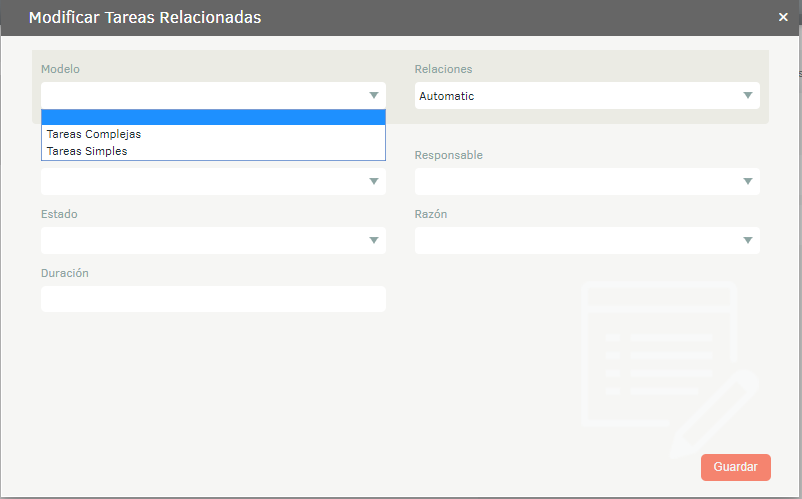 Modificar Tareas Relacionadas
×
Modelo
Relaciones
Automatic
Tareas Complejas
Tareas Simples
Responsable
Estado
Razón
Duración
Guardar